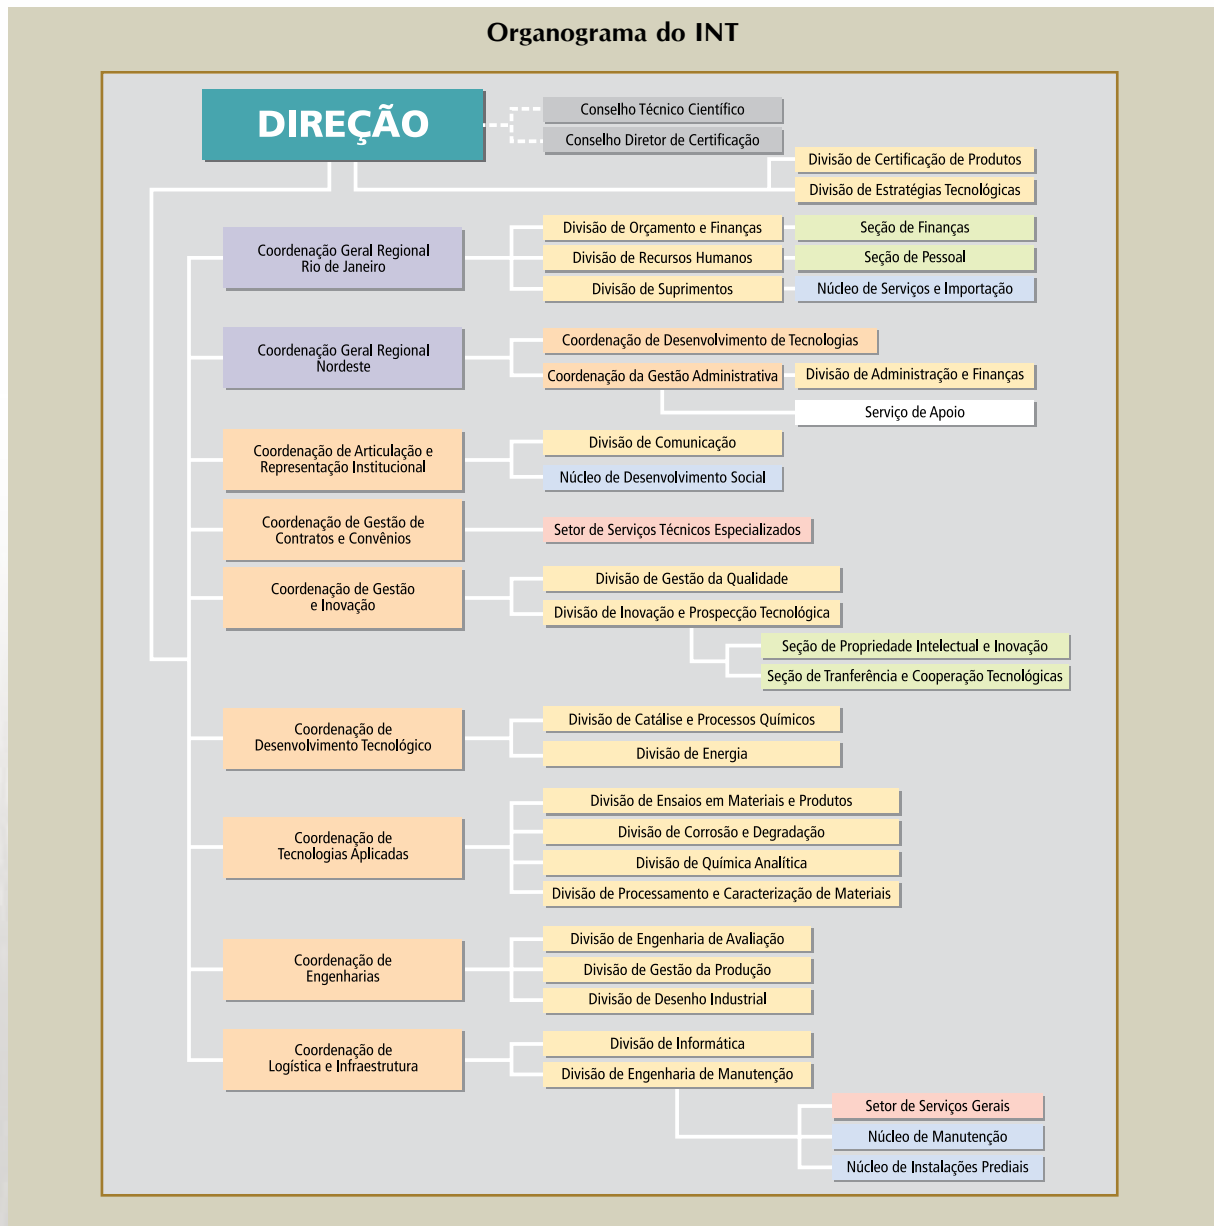 Organograma do INT
DIREÇÃO
Conselho Técnico Científico
Conselho Diretor de Certificação
Divisão de Certificação de Produtos
Divisão de Estratégias Tecnológicas
Coordenação Geral Regional
Rio de Janeiro
Divisão de Orçamento e Finanças
Seção de Finanças
Divisão de Recursos Humanos
Seção de Pessoal
Divisão de Suprimentos
Núcleo de Serviços e Importação
Coordenação Geral Regional
Nordeste
Coordenação de Desenvolvimento de Tecnologias
Coordenação da Gestão Administrativa
Divisão de Administração e Finanças
Serviço de Apoio
Coordenação de Articulação e
Representação Institucional
Divisão de Comunicação
Núcleo de Desenvolvimento Social
Coordenação de Gestão de
Contratos e Convênios
Setor de Serviços Técnicos Especializados
Coordenação de Gestão
e Inovação
Divisão de Gestão da Qualidade
Divisão de Inovação e Prospecção Tecnológica
Seção de Propriedade Intelectual e Inovação
Seção de Tranferência e Cooperação Tecnológicas
Coordenação de
Desenvolvimento Tecnológico
Divisão de Catálise e Processos Químicos
Divisão de Energia
Coordenação de
Tecnologias Aplicadas
Divisão de Ensaios em Materiais e Produtos
Divisão de Corrosão e Degradação
Divisão de Química Analítica
Divisão de Processamento e Caracterização de Materiais
Coordenação de
Engenharias
Divisão de Engenharia de Avaliação
Divisão de Gestão da Produção
Divisão de Desenho Industrial
Coordenação de
Logística e Infraestrutura
Divisão de Informática
Divisão de Engenharia de Manutenção
Setor de Serviços Gerais
Núcleo de Manutenção
Núcleo de Instalações Prediais